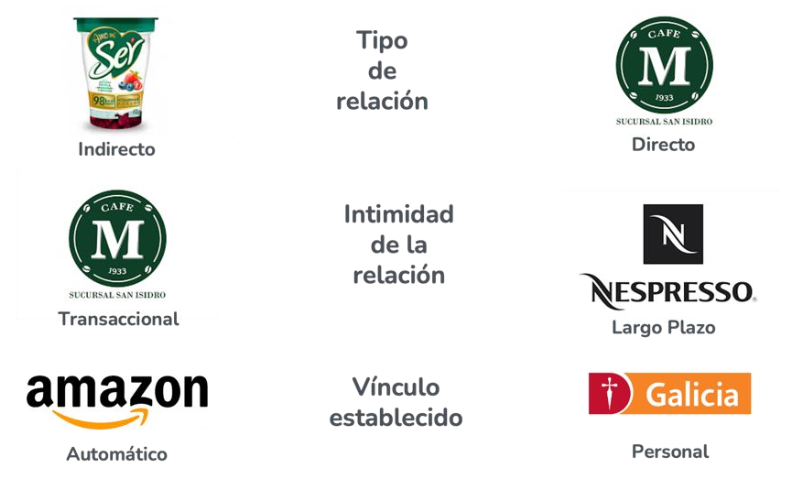 Ser
98
Indirecto
Tipo
de
relación
CAFE
M
1933
SUCURSAL SAN ISIDRO
Directo
CAFE
M
1933
SUCURSAL SAN ISIDRO
Transaccional
Intimidad
de la
relación
N
NESPRESSO
Largo Plazo
amazon
Automático
Vínculo
establecido
Galicia
Personal